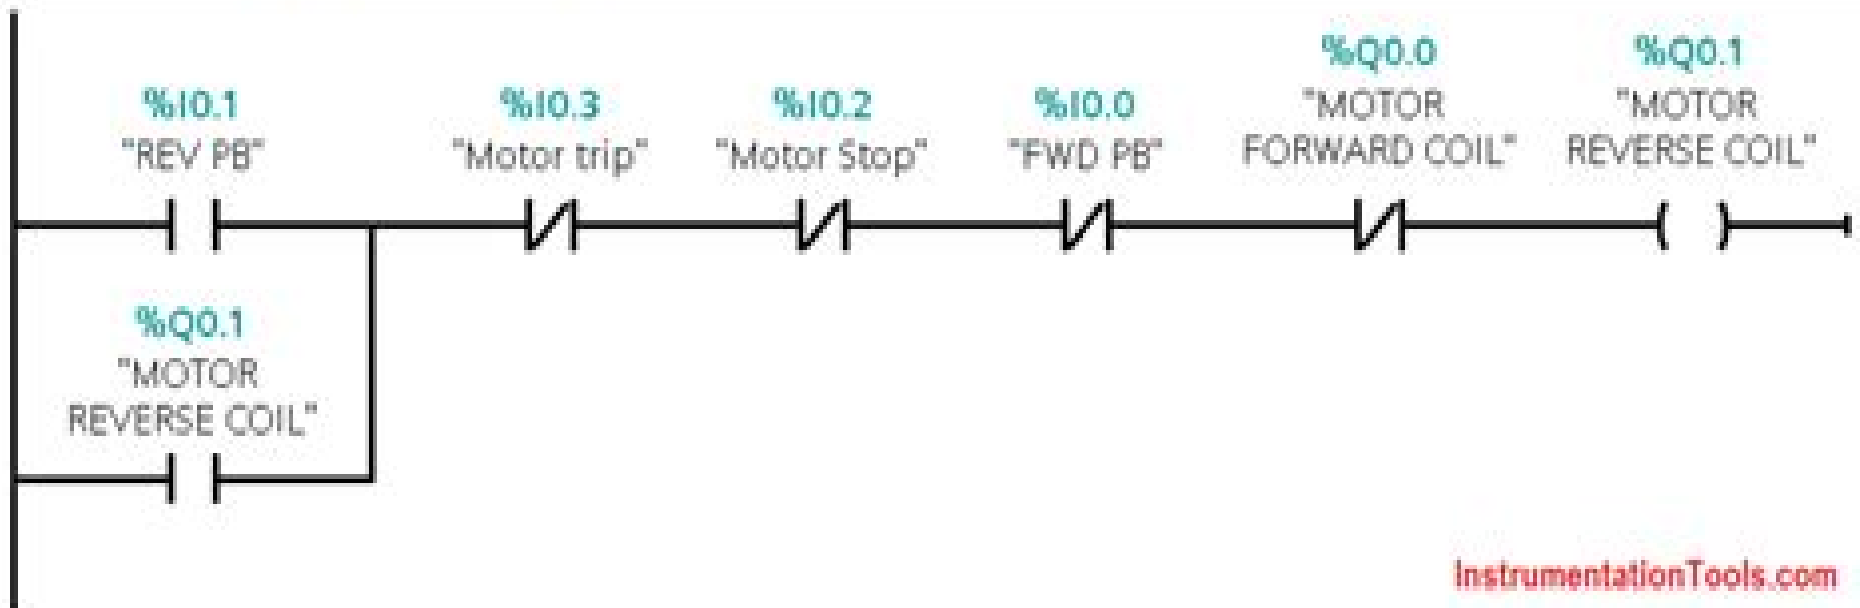 %I0.1
"REV PB"
%I0.3
"Motor trip"
%I0.2
"Motor Stop"
%I0.0
"FWD PB"
%Q0.0
"MOTOR
FORWARD COIL"
%Q0.1
"MOTOR
REVERSE COIL"
%Q0.1
"MOTOR
REVERSE COIL"
InstrumentationTools.com